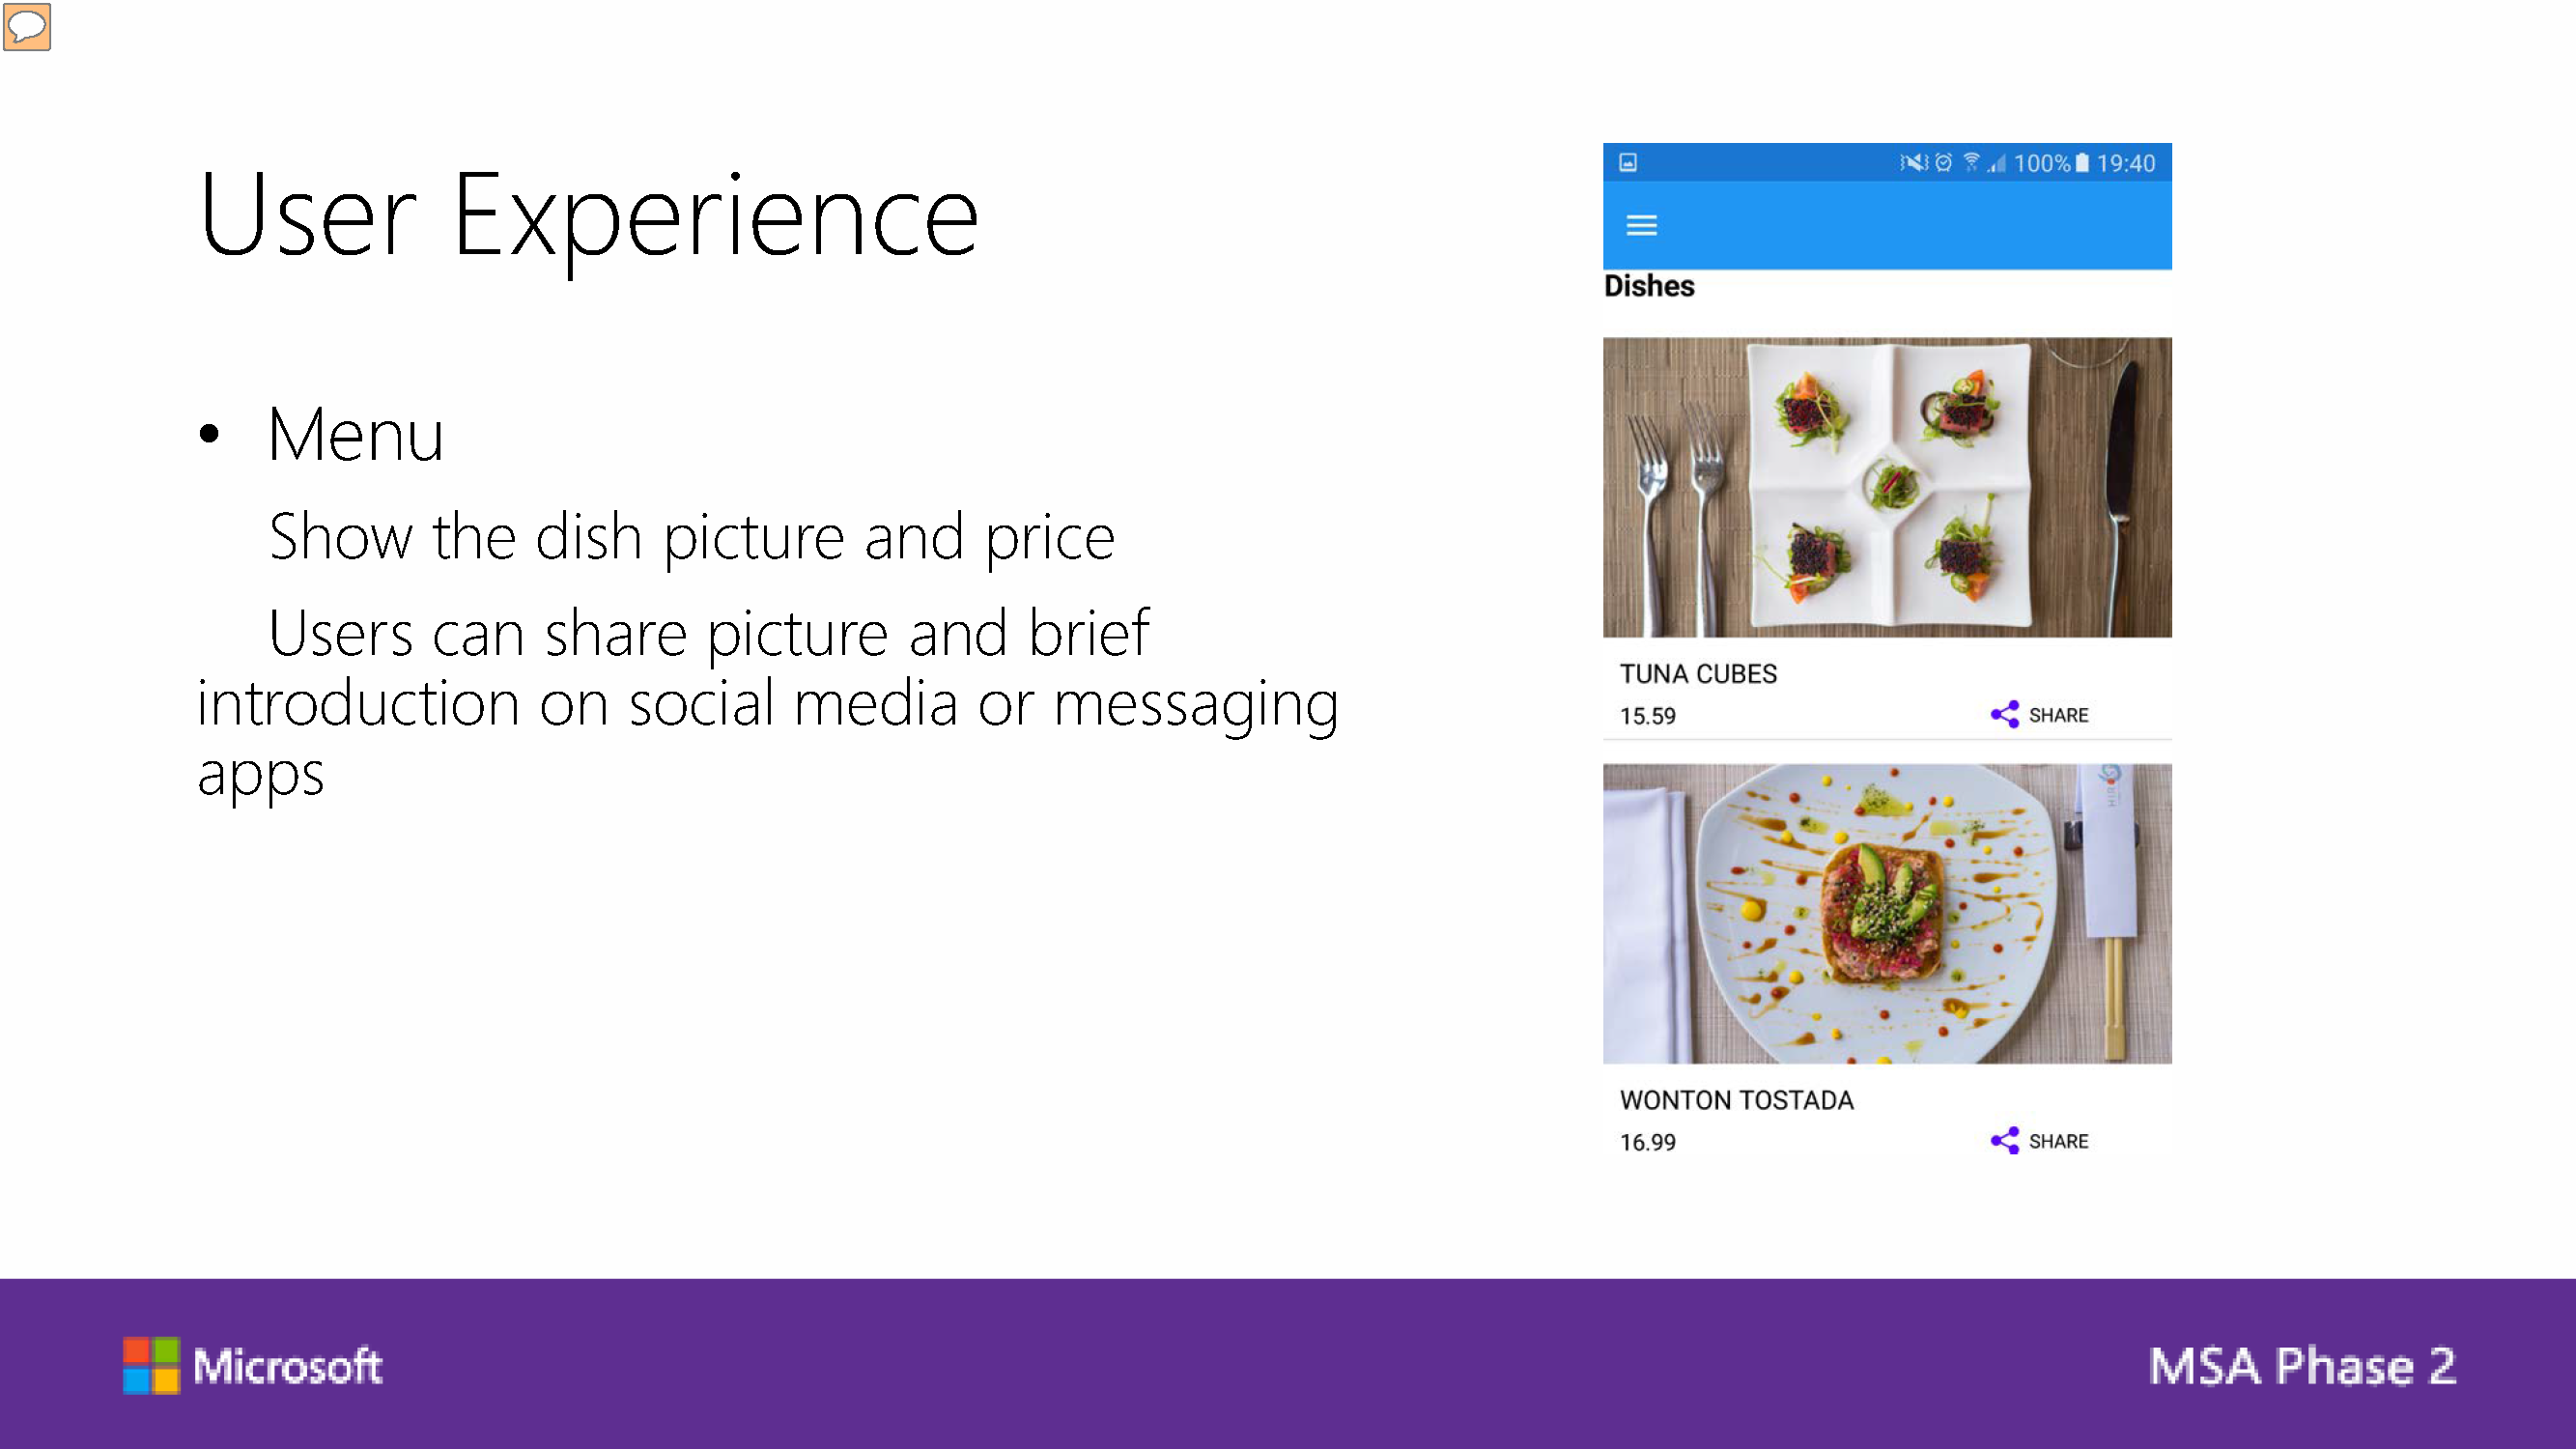 User Experience
• Menu
Show the dish picture and price
Users can share picture and brief
introduction on social media or messaging
apps
100% 19:40
Dishes
TUNA CUBES
15.59 SHARE
HIRO
WONTON TOSTADA
16.99 SHARE
Microsoft MSA Phase 2